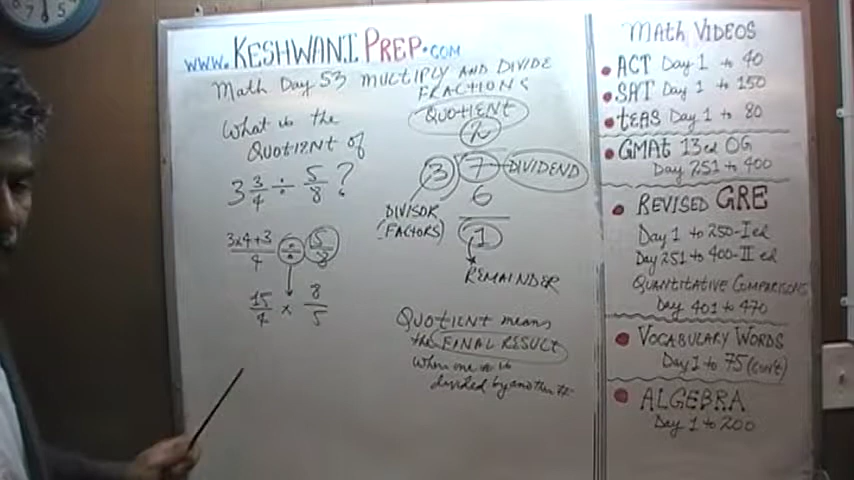 www.KESHWANIPREP.COM
Math Day 53 MULTIPLY AND DIVIDE
FRACTIONS
What is the
QUOTIENT of
3 3/4 ÷ 5/8 ?
3x4+3/4 ÷ 5/8
15/4 x 8/5
QUOTIENT
2
3 7 DIVIDEND
6
DIVISOR
(FACTORS)
1
REMAINDER
QUOTIENT means
the FINAL RESULT
When one # is
divided by another #
MATH VIDEOS
ACT Day 1 to 40
SAT Day 1 to 150
tEAS Day 1 to 80
GMAt 13 ed OG
Day 251 to 400
REVISED GRE
Day 1 to 250-I ed
Day 251 to 400-II ed
QUANTITATIVE COMPARISONS
Day 401 to 470
VOCABULARY WORDS
Day 1 to 75 (con't)
ALGEBRA
Day 1 to 200